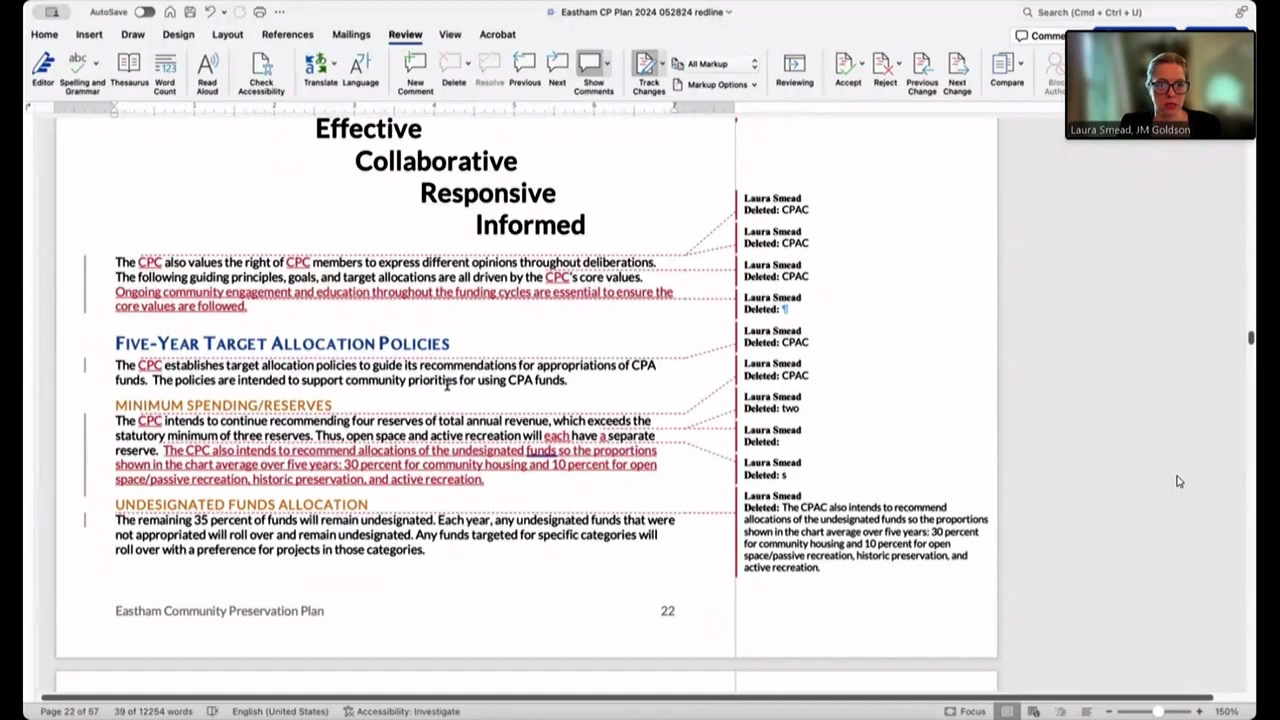 AutoSave
Eastham CP Plan 2024 052824 redline
Search (Cmd + Ctrl + U)
Home Insert Draw Design Layout References Mailings Review View Acrobat
Comme
Editor
Spelling and Grammar
Thesaurus
Word Count
Read Aloud
Check Accessibility
Translate
Language
New Comment
Delete
Resolve
Previous
Next
Show Comments
Track Changes
All Markup
Markup Options
Reviewing
Accept
Reject
Previous Change
Next Change
Compare
Laura Smead, JM Goldson
Effective
Collaborative
Responsive
Informed
The CPC also values the right of CPC members to express different opinions throughout deliberations.
The following guiding principles, goals, and target allocations are all driven by the CPC's core values.
Ongoing community engagement and education throughout the funding cycles are essential to ensure the
core values are followed.
FIVE-YEAR TARGET ALLOCATION POLICIES
The CPC establishes target allocation policies to guide its recommendations for appropriations of CPA
funds. The policies are intended to support community priorities for using CPA funds.
MINIMUM SPENDING/RESERVES
The CPC intends to continue recommending four reserves of total annual revenue, which exceeds the
statutory minimum of three reserves. Thus, open space and active recreation will each have a separate
reserve. The CPC also intends to recommend allocations of the undesignated funds so the proportions
shown in the chart average over five years: 30 percent for community housing and 10 percent for open
space/passive recreation, historic preservation, and active recreation.
UNDESIGNATED FUNDS ALLOCATION
The remaining 35 percent of funds will remain undesignated. Each year, any undesignated funds that were
not appropriated will roll over and remain undesignated. Any funds targeted for specific categories will
roll over with a preference for projects in those categories.
Eastham Community Preservation Plan 22
Laura Smead
Deleted: CPAC
Laura Smead
Deleted: CPAC
Laura Smead
Deleted: CPAC
Laura Smead
Deleted: ¶
Laura Smead
Deleted: CPAC
Laura Smead
Deleted: CPAC
Laura Smead
Deleted: two
Laura Smead
Deleted:
Laura Smead
Deleted: s
Laura Smead
Deleted: The CPAC also intends to recommend
allocations of the undesignated funds so the proportions
shown in the chart average over five years: 30 percent
for community housing and 10 percent for open
space/passive recreation, historic preservation, and
active recreation.
Page 22 of 57 39 of 12254 words English (United States) Accessibility: Investigate Focus 150%